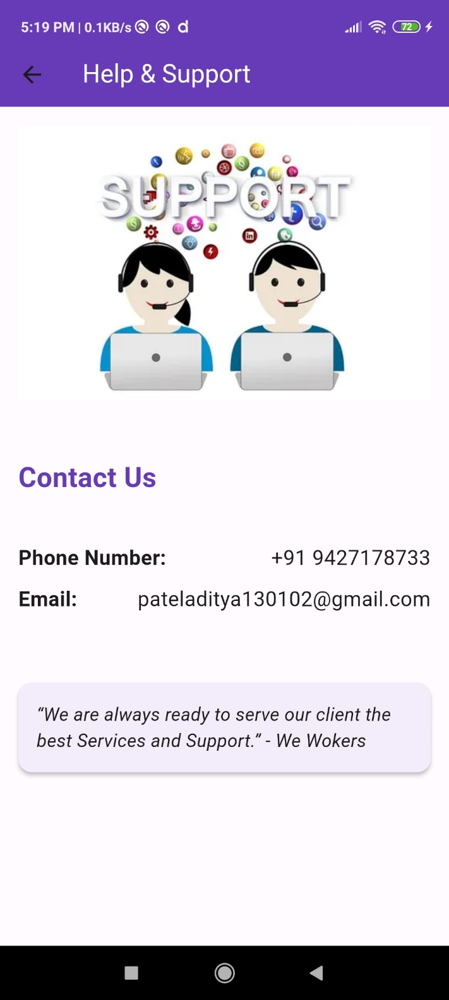 5:19 PM | 0.1KB/s
72
Help & Support
SUPPORT
Contact Us
Phone Number: +91 9427178733
Email: pateladitya130102@gmail.com
“We are always ready to serve our client the
best Services and Support.” - We Wokers